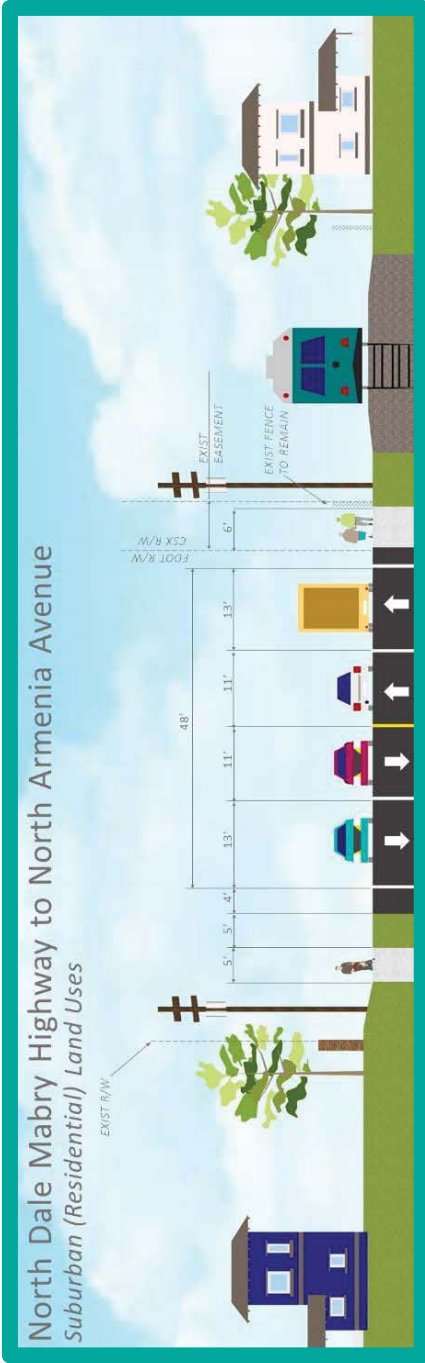 North Dale Mabry Highway to North Armenia Avenue
Suburban (Residential) Land Uses
EXIST R/W
48'
5'
5'
4'
13'
11'
11'
13'
6'
FDOT R/W
CSX R/W
EXIST
EASEMENT
EXIST FENCE
TO REMAIN